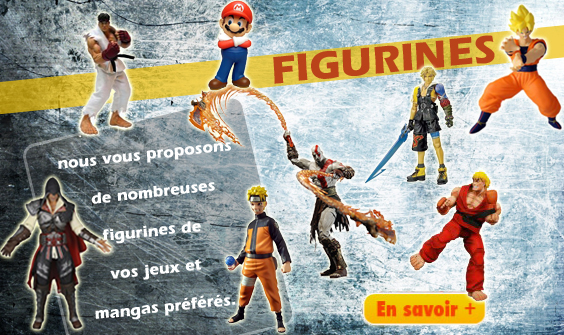 FIGURINES
nous vous proposons
de nombreuses
figurines de
vos jeux et
mangas préférés.
En savoir +